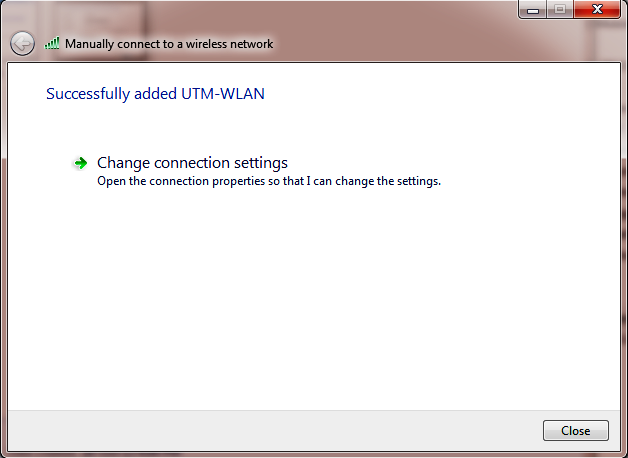 Manually connect to a wireless network
Successfully added UTM-WLAN
Change connection settings
Open the connection properties so that I can change the settings.
Close